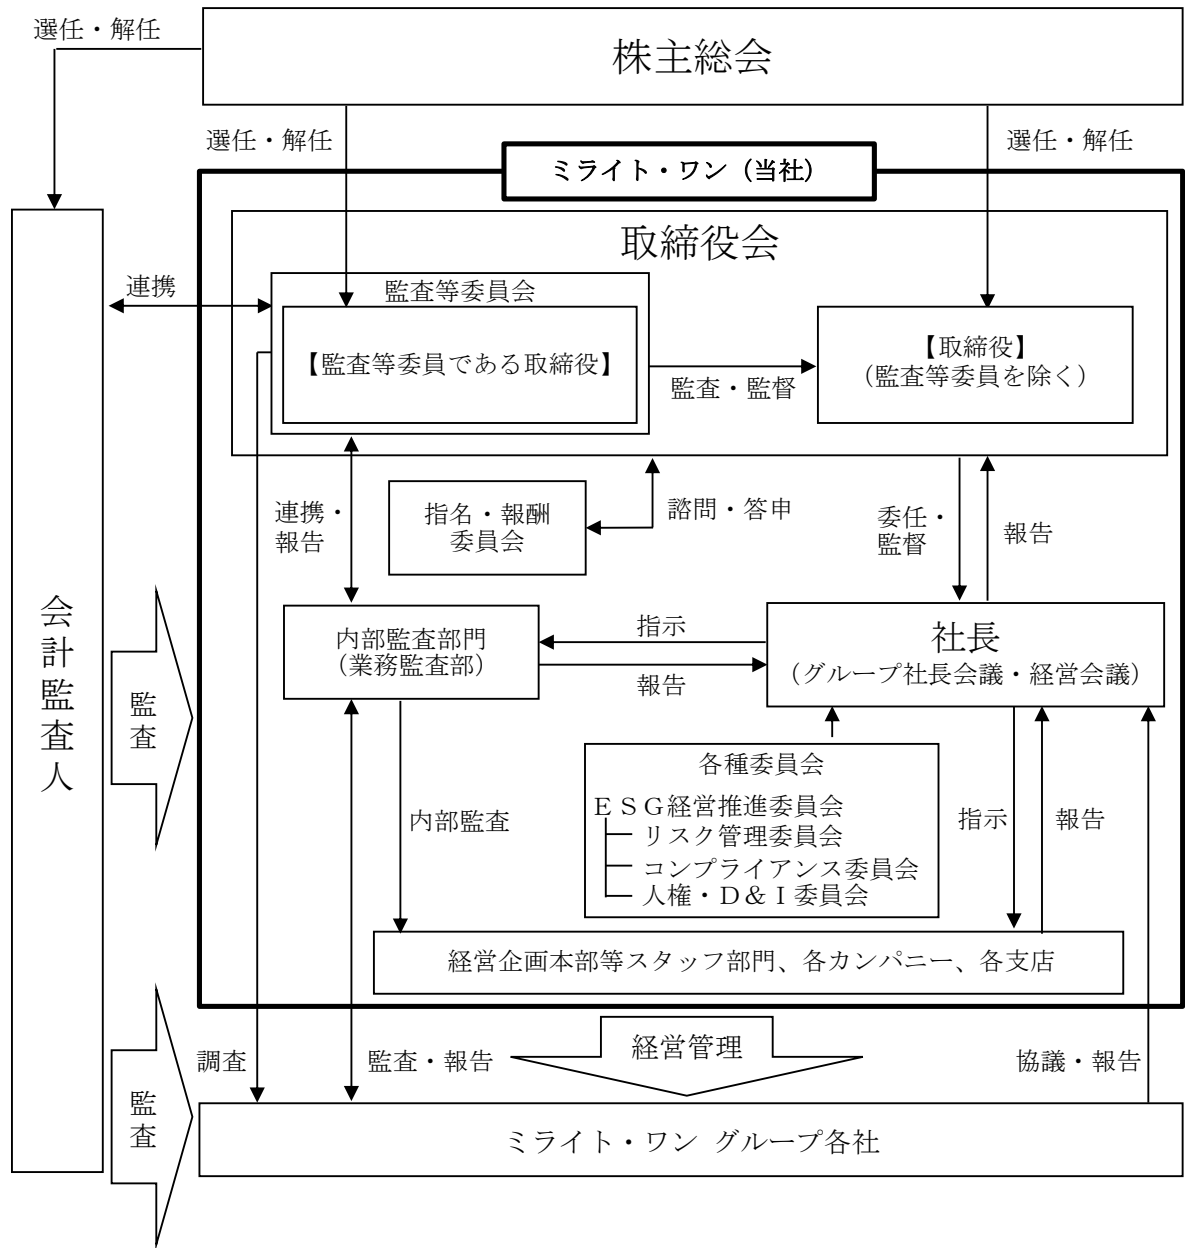 選任・解任
株主総会
選任・解任
選任・解任
ミライト・ワン（当社）
取締役会
連携
監査等委員会
【監査等委員である取締役】
監査・監督
【取締役】
（監査等委員を除く）
連携・
報告
指名・報酬
委員会
諮問・答申
委任・
監督
報告
会計監査人
監査
内部監査部門
（業務監査部）
指示
報告
社長
（グループ社長会議・経営会議）
各種委員会
ＥＳＧ経営推進委員会
リスク管理委員会
コンプライアンス委員会
人権・Ｄ＆Ｉ委員会
内部監査
指示
報告
経営企画本部等スタッフ部門、各カンパニー、各支店
監査
調査
監査・報告
経営管理
協議・報告
ミライト・ワン グループ各社